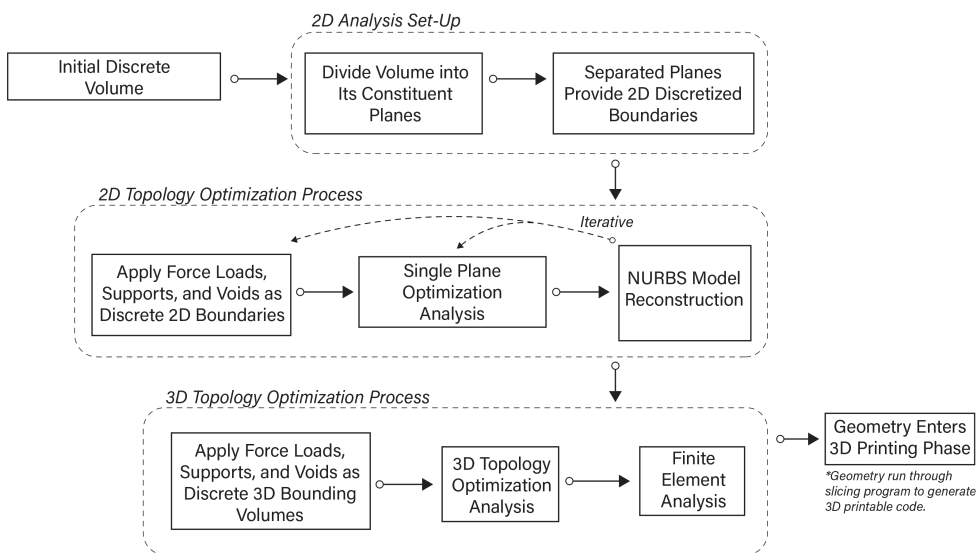 2D Analysis Set-Up
Initial Discrete
Volume
Divide Volume into
Its Constituent
Planes
Separated Planes
Provide 2D Discretized
Boundaries
2D Topology Optimization Process
Iterative
Apply Force Loads,
Supports, and Voids as
Discrete 2D Boundaries
Single Plane
Optimization
Analysis
NURBS Model
Reconstruction
3D Topology Optimization Process
Apply Force Loads,
Supports, and Voids as
Discrete 3D Bounding
Volumes
3D Topology
Optimization
Analysis
Finite
Element
Analysis
Geometry Enters
3D Printing Phase
*Geometry run through
slicing program to generate
3D printable code.